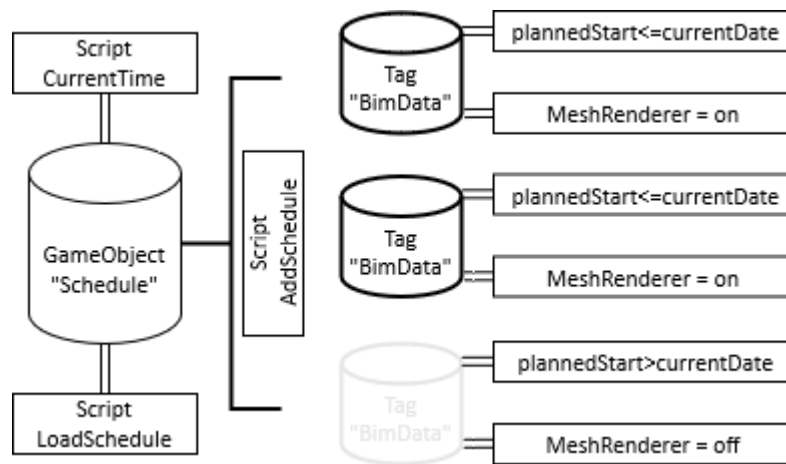 Script
CurrentTime
GameObject
"Schedule"
Script
LoadSchedule
Script
AddSchedule
Tag
"BimData"
plannedStart<=currentDate
MeshRenderer = on
Tag
"BimData"
plannedStart<=currentDate
MeshRenderer = on
Tag
"BimData"
plannedStart>currentDate
MeshRenderer = off